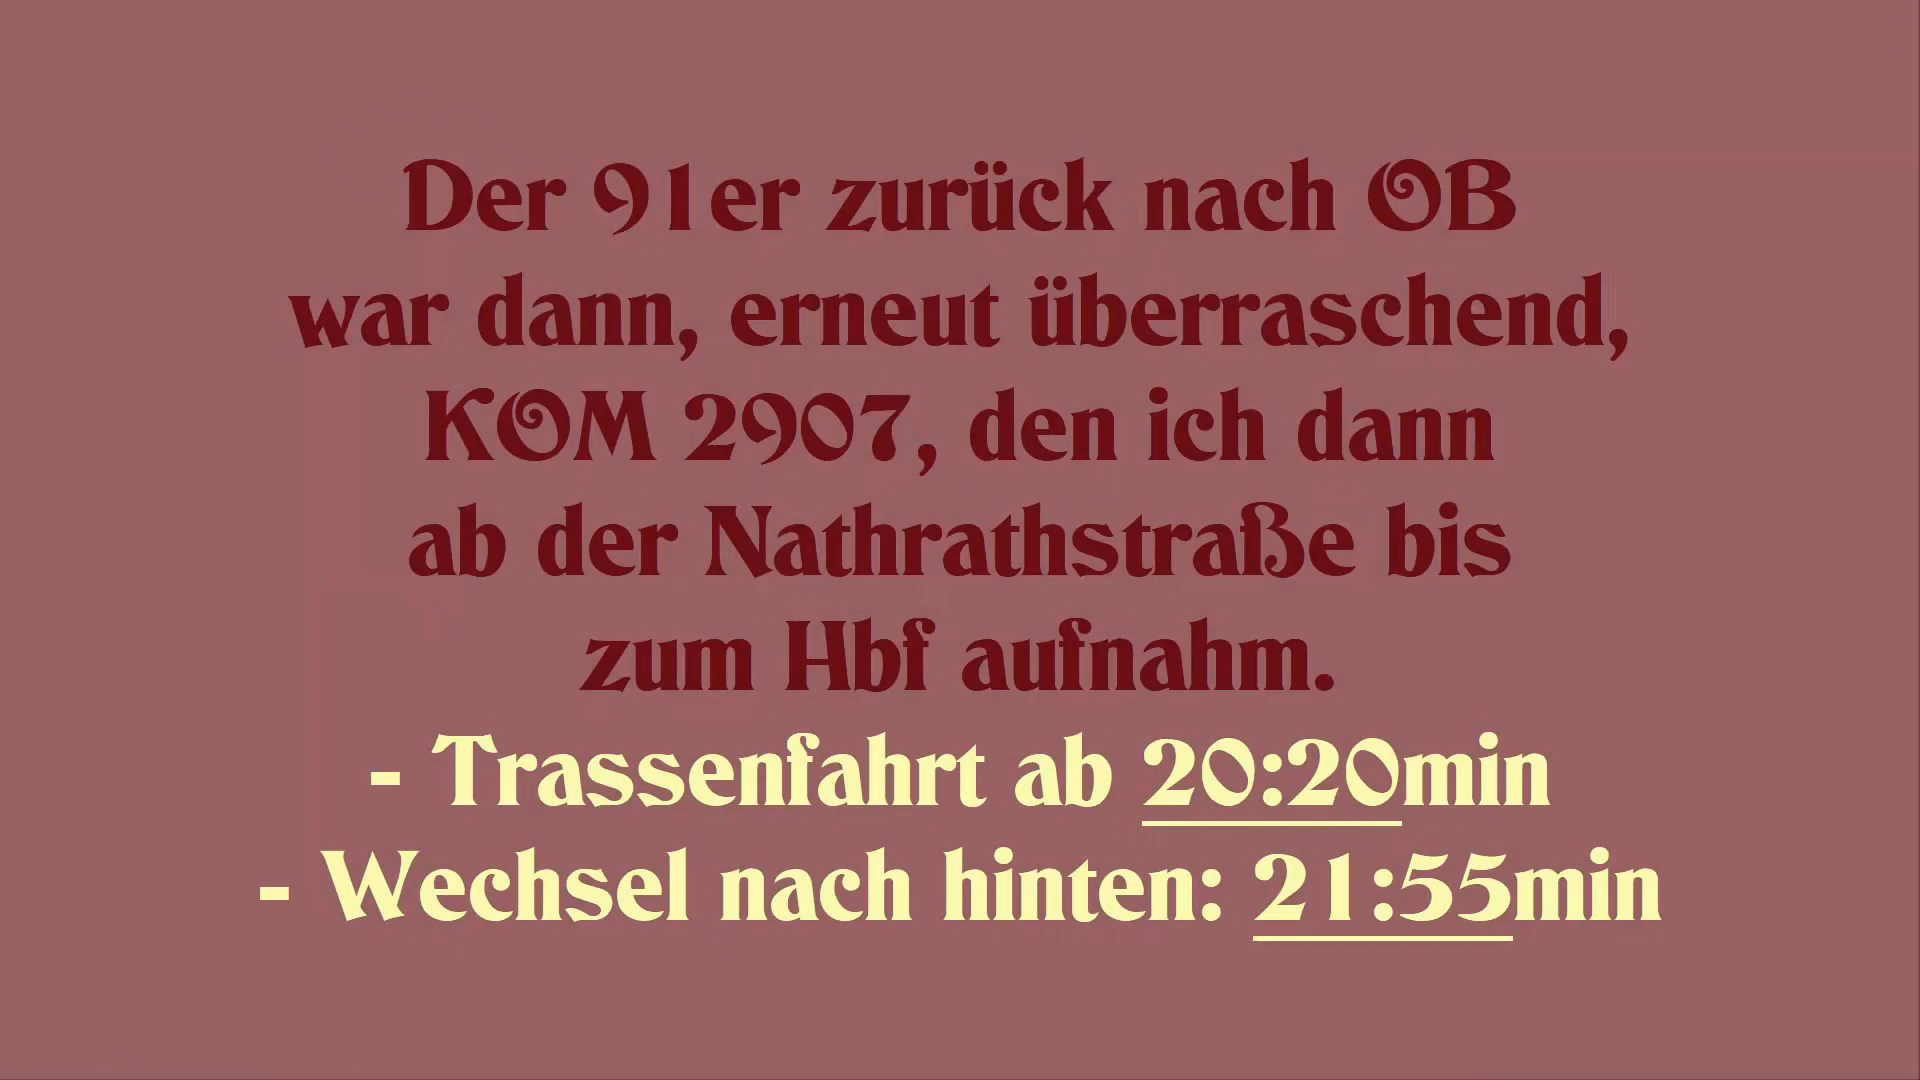 Der 91er zurück nach OB
war dann, erneut überraschend,
KOM 2907, den ich dann
ab der Nathrathstraße bis
zum Hbf aufnahm.
- Trassenfahrt ab 20:20min
- Wechsel nach hinten: 21:55min